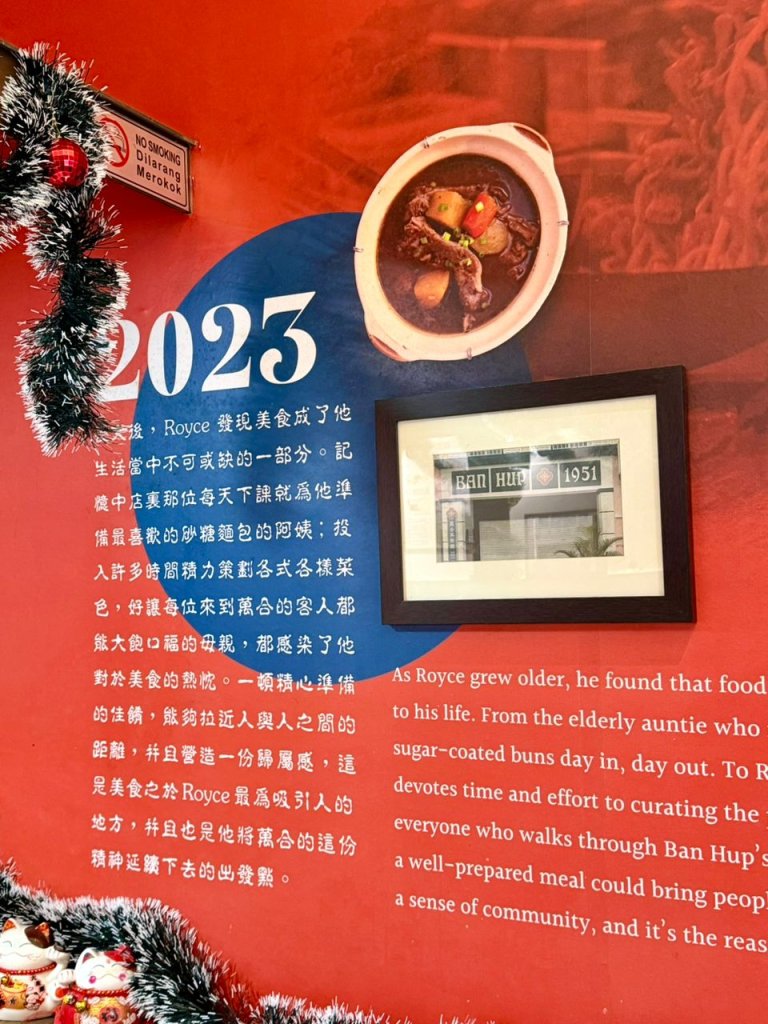 NO SMOKING
Dilarang
Merokok
2023
後，Royce 發現美食成了他
生活當中不可或缺的一部分。記
憶中店裏那位每天下課就爲他準
備最喜歡的砂糖麵包的阿姨；投
入許多時間精力策劃各式各樣菜
色，好讓每位來到萬合的客人都
能大飽口福的母親，都感染了他
對於美食的熱忱。一頓精心準備
的佳餚，能夠拉近人與人之間的
距離，并且營造一份歸屬感，這
是美食之於Royce最爲吸引人的
地方，并且也是他將萬合的這份
精神延續下去的出發點。
BAN HUP 1951
As Royce grew older, he found that food
to his life. From the elderly auntie who
sugar-coated buns day in, day out. To R
devotes time and effort to curating the
everyone who walks through Ban Hup's
a well-prepared meal could bring peopl
a sense of community, and it's the reas